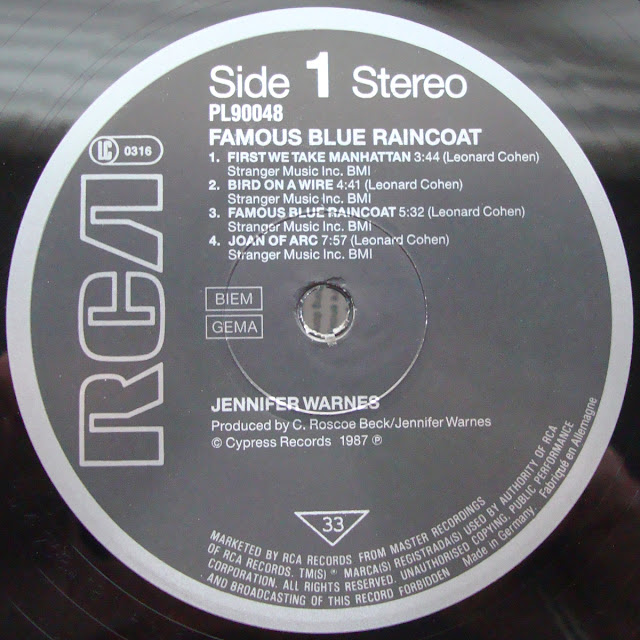 Side 1 Stereo
PL90048
FAMOUS BLUE RAINCOAT
1. FIRST WE TAKE MANHATTAN 3:44 (Leonard Cohen)
Stranger Music Inc. BMI
2. BIRD ON A WIRE 4:41 (Leonard Cohen)
Stranger Music Inc. BMI
3. FAMOUS BLUE RAINCOAT 5:32 (Leonard Cohen)
Stranger Music Inc. BMI
4. JOAN OF ARC 7:57 (Leonard Cohen)
Stranger Music Inc. BMI
LC 0316
RCA
BIEM
GEMA
JENNIFER WARNES
Produced by C. Roscoe Beck/Jennifer Warnes
© Cypress Records 1987 ℗
33
MARKETED BY RCA RECORDS FROM MASTER RECORDINGS
OF RCA RECORDS. TM(S) ® MARCA(S) REGISTRADA(S) USED BY AUTHORITY OF RCA
CORPORATION. ALL RIGHTS RESERVED. UNAUTHORISED COPYING PUBLIC PERFORMANCE
AND BROADCASTING OF THIS RECORD FORBIDDEN Made in Germany. Fabriqué en Allemagne